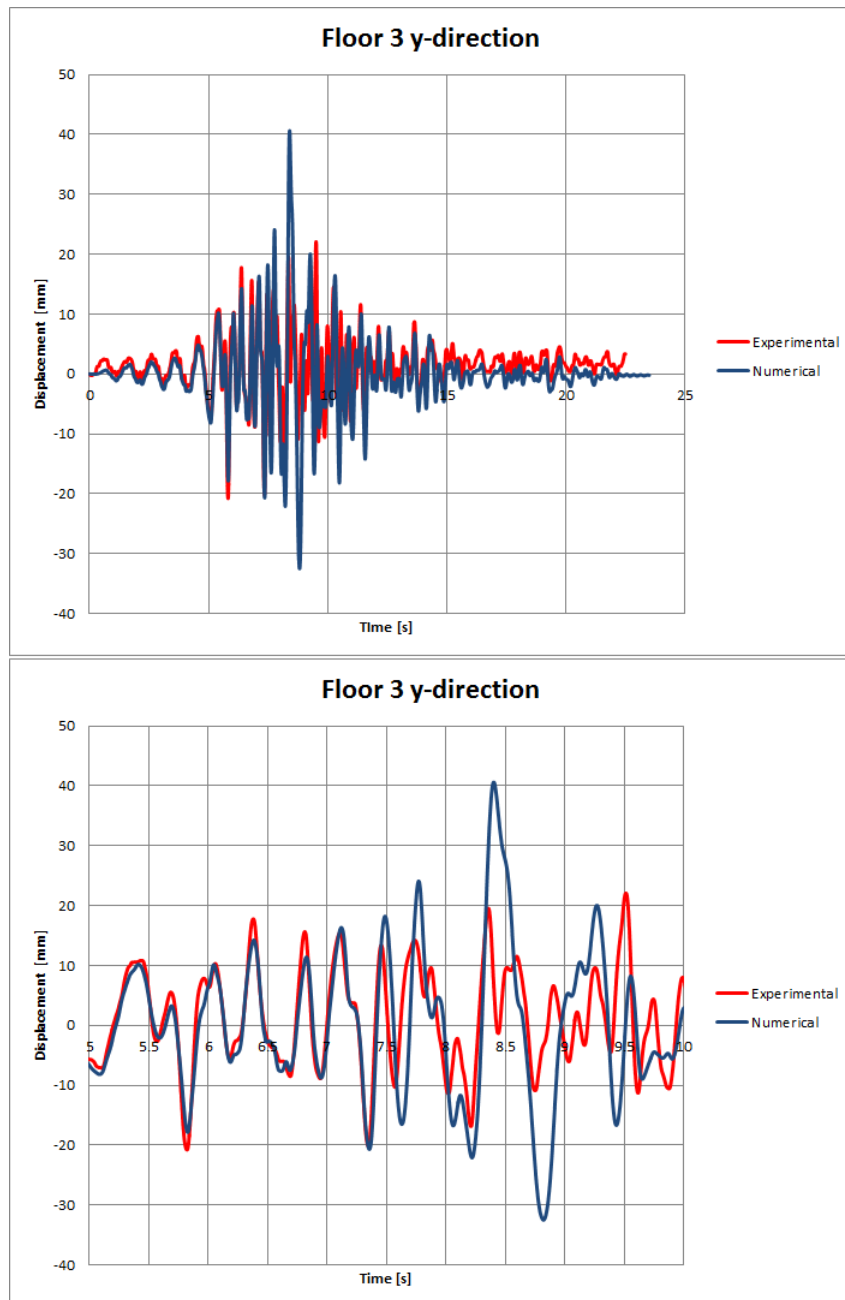 Floor 3 y-direction
50
40
30
20
10
0
-10
-20
-30
-40
0 5 10 15 20 25
Displacement [mm]
TIme [s]
Experimental
Numerical
Floor 3 y-direction
50
40
30
20
10
0
-10
-20
-30
-40
5 5.5 6 6.5 7 7.5 8 8.5 9 9.5 10
Displacement [mm]
Time [s]
Experimental
Numerical